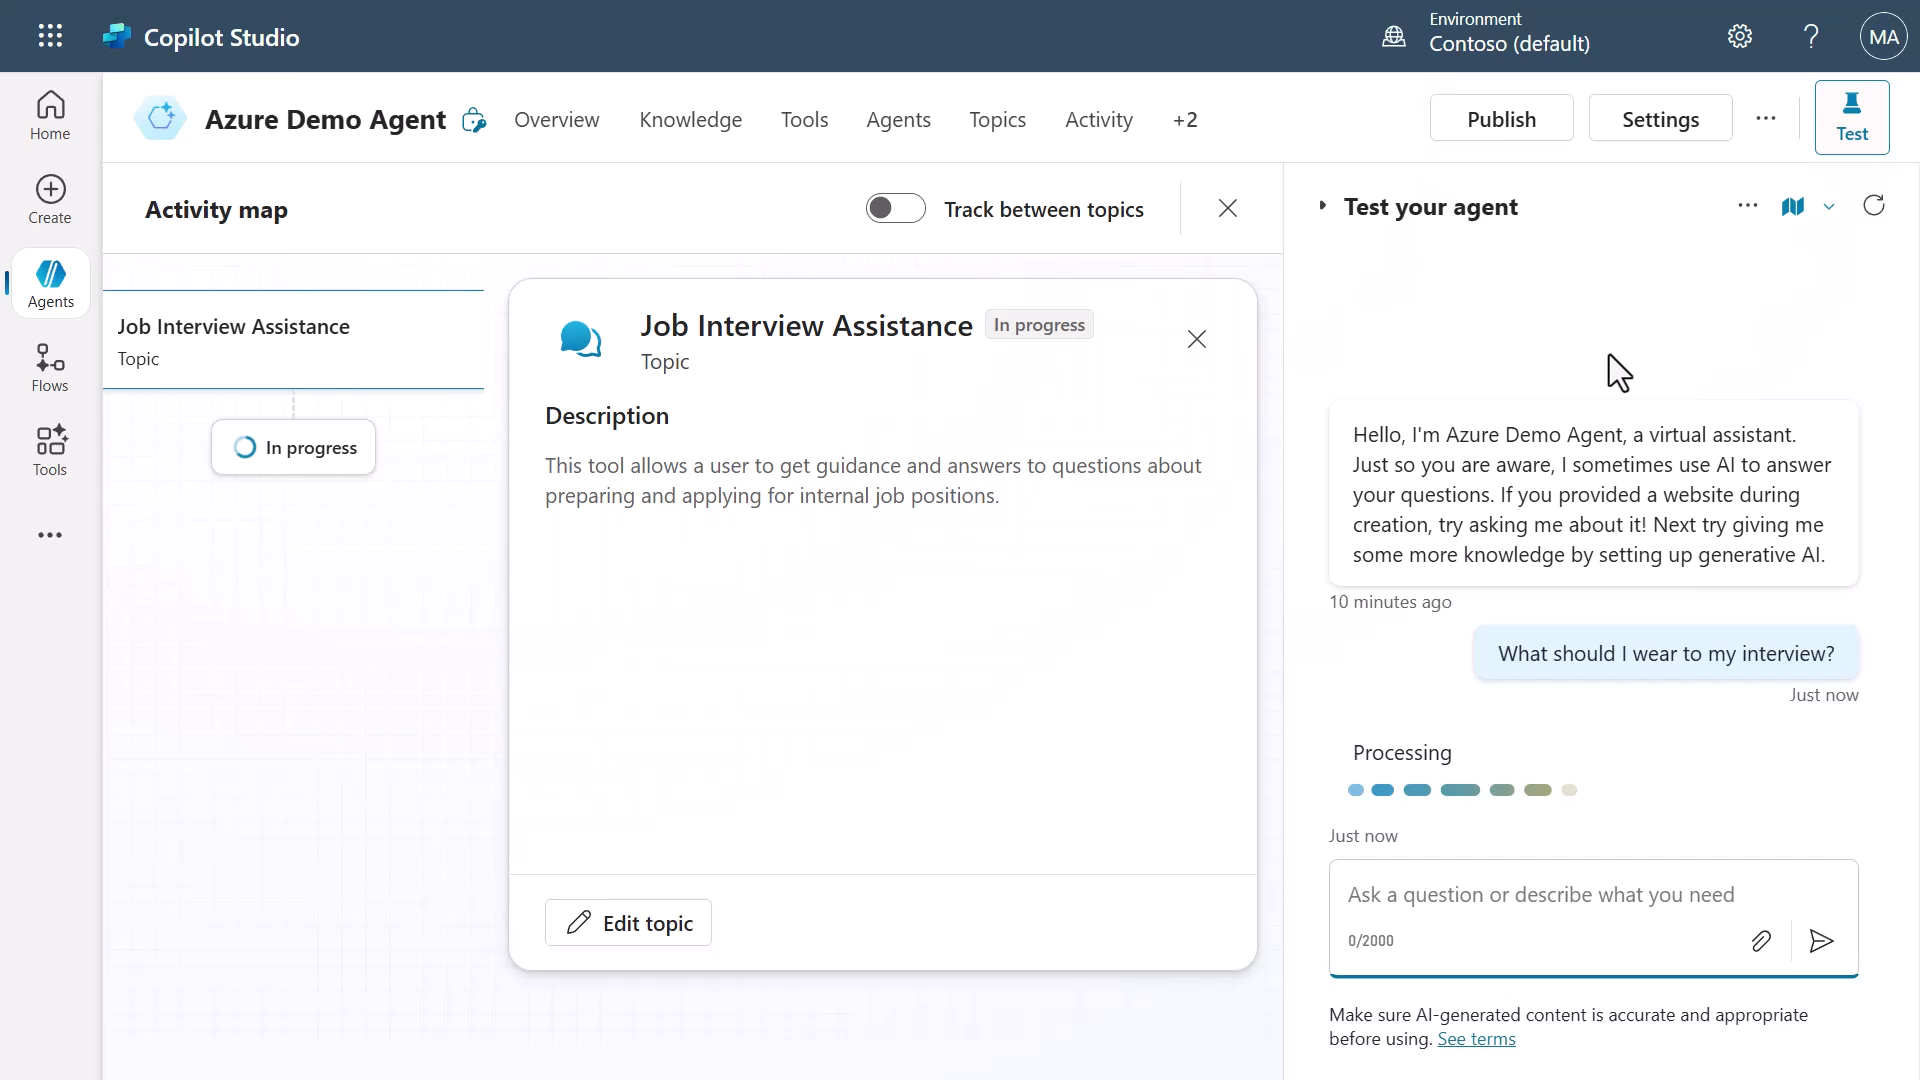 Copilot Studio
Environment
Contoso (default)
MA
Home
Create
Agents
Flows
Tools
Azure Demo Agent
Overview
Knowledge
Tools
Agents
Topics
Activity
+2
Publish
Settings
Test
Activity map
Track between topics
Job Interview Assistance
Topic
In progress
Job Interview Assistance
In progress
Topic
Description
This tool allows a user to get guidance and answers to questions about
preparing and applying for internal job positions.
Edit topic
Test your agent
Hello, I'm Azure Demo Agent, a virtual assistant.
Just so you are aware, I sometimes use AI to answer
your questions. If you provided a website during
creation, try asking me about it! Next try giving me
some more knowledge by setting up generative AI.
10 minutes ago
What should I wear to my interview?
Just now
Processing
Just now
Ask a question or describe what you need
0/2000
Make sure AI-generated content is accurate and appropriate
before using. See terms